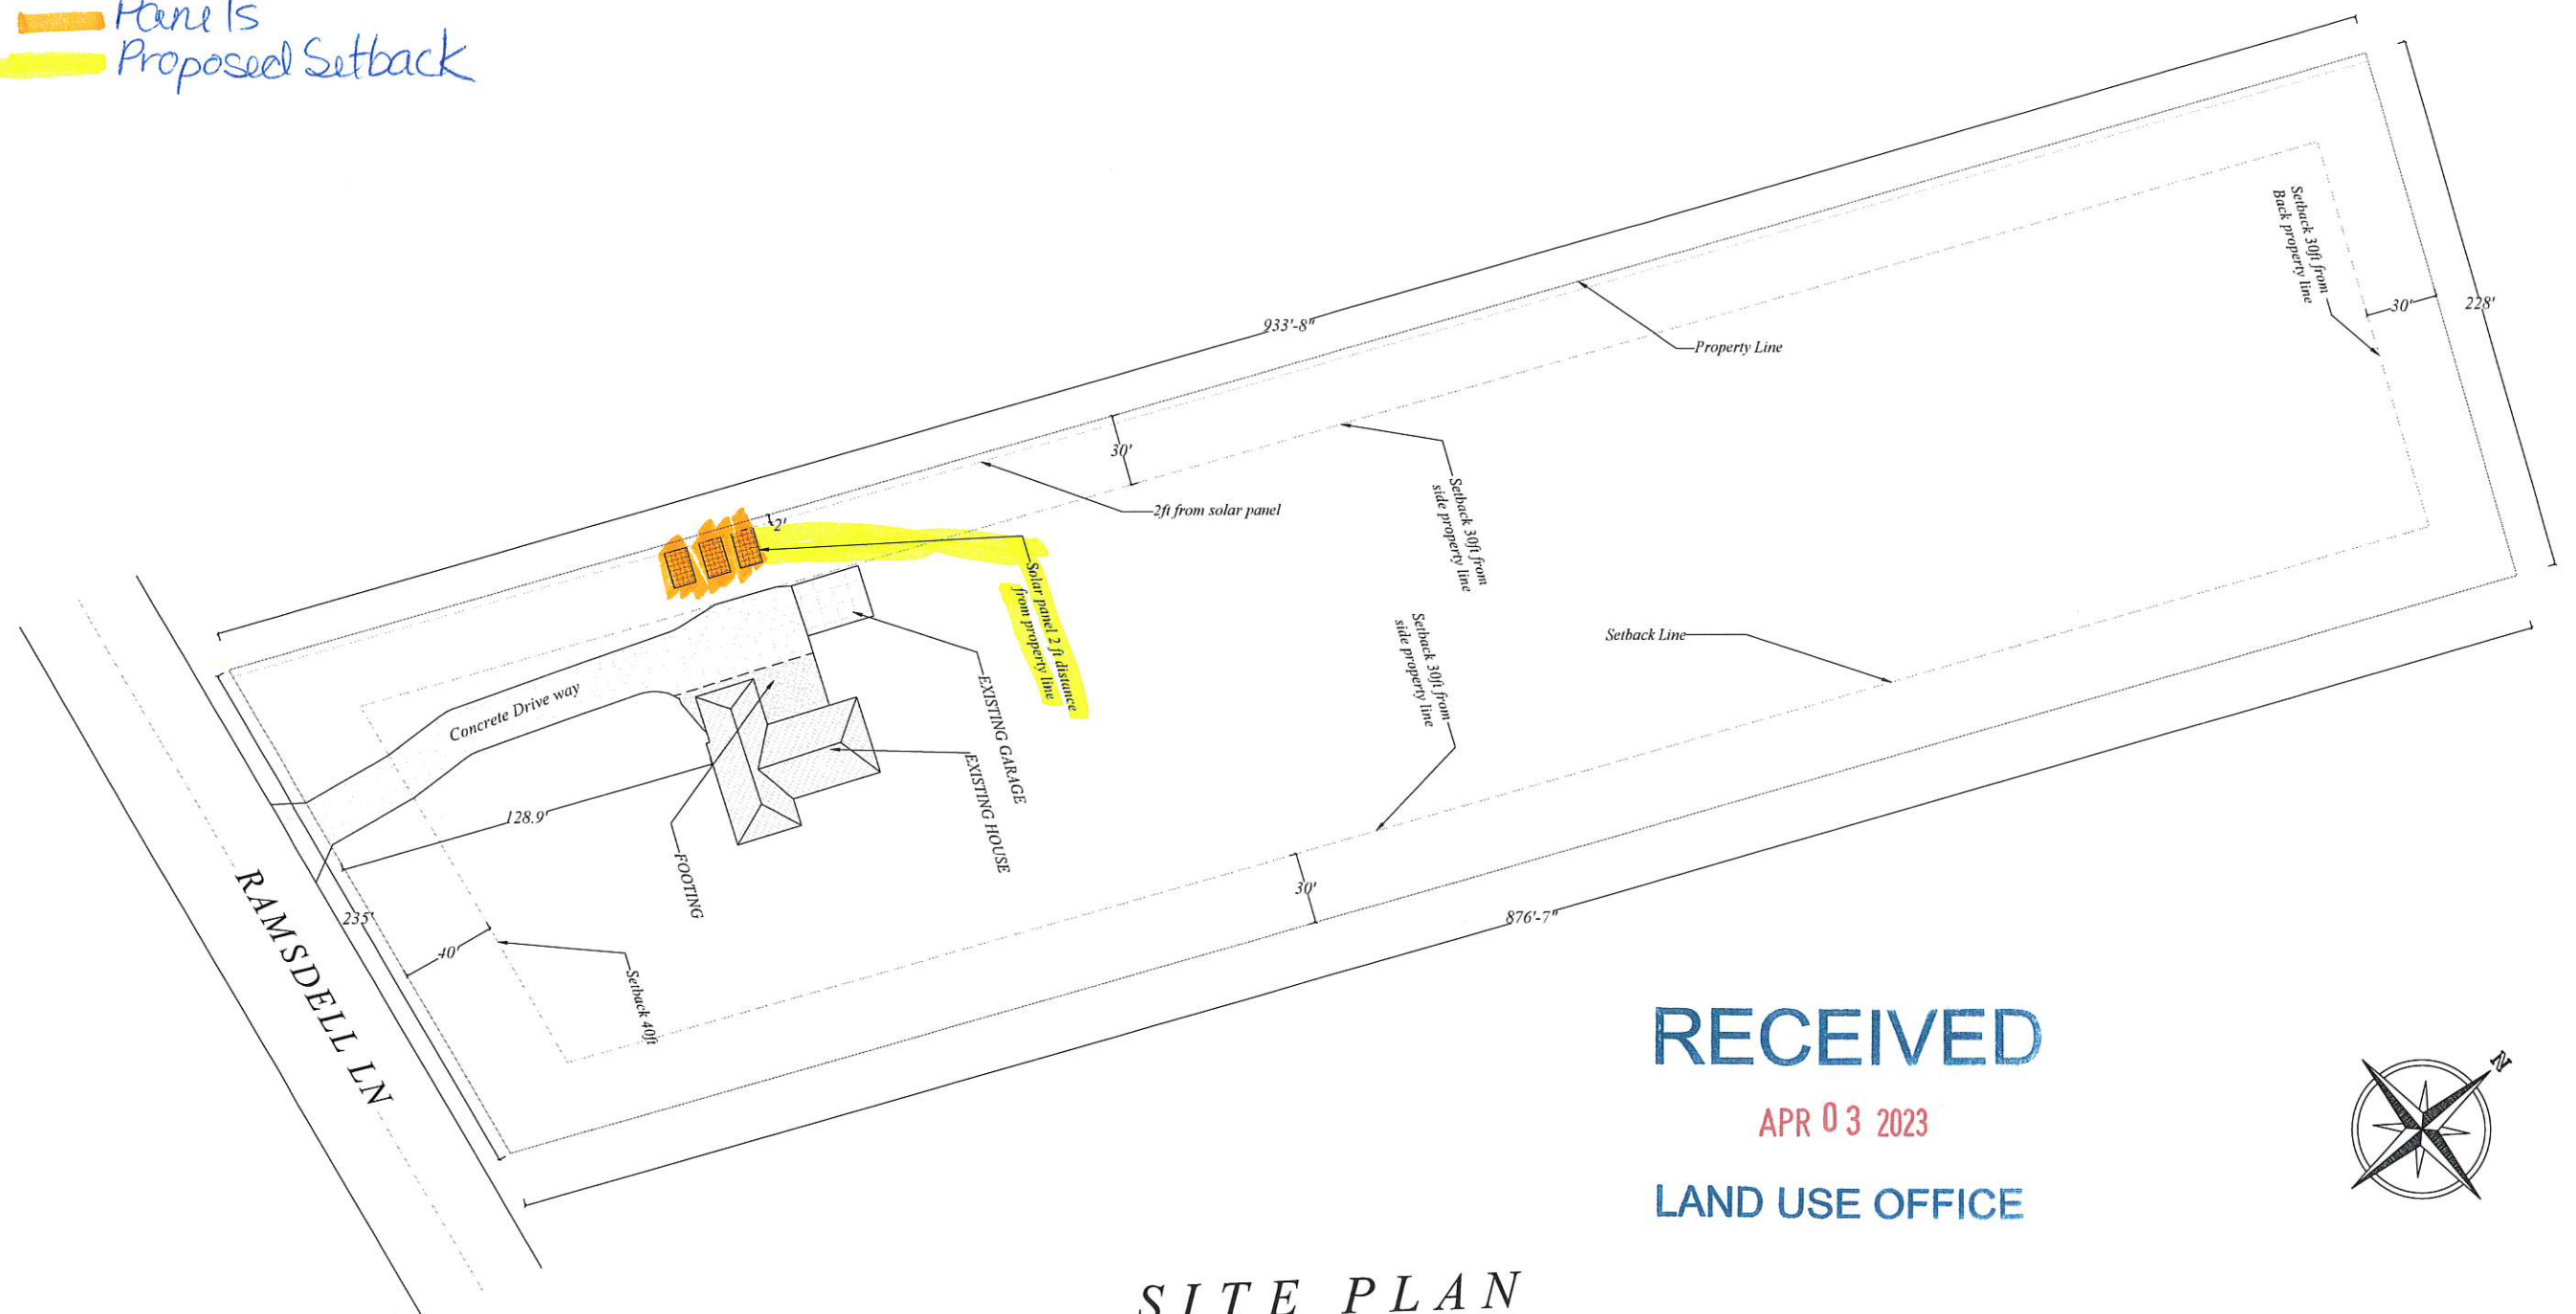 Panels
Proposed Setback
933'-8"
Setback 30ft from
Back property line
30'
228'
Property Line
30'
2ft from solar panel
2'
Setback 30ft from
side property line
Solar panel 2 ft distance
from property line
Setback 30ft from
side property line
Setback Line
Concrete Drive way
EXISTING GARAGE
EXISTING HOUSE
128.9'
FOOTING
235'
40'
Setback 40ft
30'
876'-7"
RAMSDELL LN
RECEIVED
APR 03 2023
LAND USE OFFICE
N
SITE PLAN